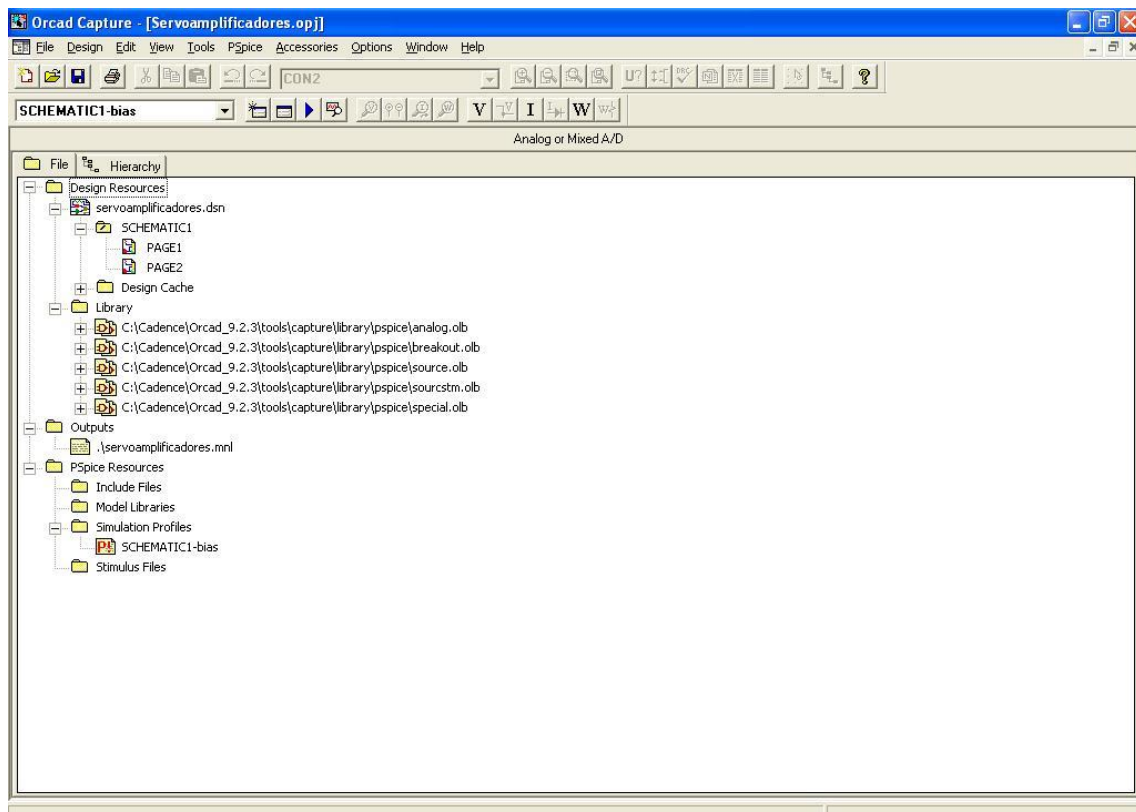 Orcad Capture - [Servoamplificadores.opj]
File Design Edit View Tools PSpice Accessories Options Window Help
CON2 U? DRC
SCHEMATIC1-bias V V I I W W
Analog or Mixed A/D
File Hierarchy
Design Resources
servoamplificadores.dsn
SCHEMATIC1
PAGE1
PAGE2
Design Cache
Library
C:\Cadence\Orcad_9.2.3\tools\capture\library\pspice\analog.olb
C:\Cadence\Orcad_9.2.3\tools\capture\library\pspice\breakout.olb
C:\Cadence\Orcad_9.2.3\tools\capture\library\pspice\source.olb
C:\Cadence\Orcad_9.2.3\tools\capture\library\pspice\sourcstm.olb
C:\Cadence\Orcad_9.2.3\tools\capture\library\pspice\special.olb
Outputs
.\servoamplificadores.mnl
PSpice Resources
Include Files
Model Libraries
Simulation Profiles
SCHEMATIC1-bias
Stimulus Files